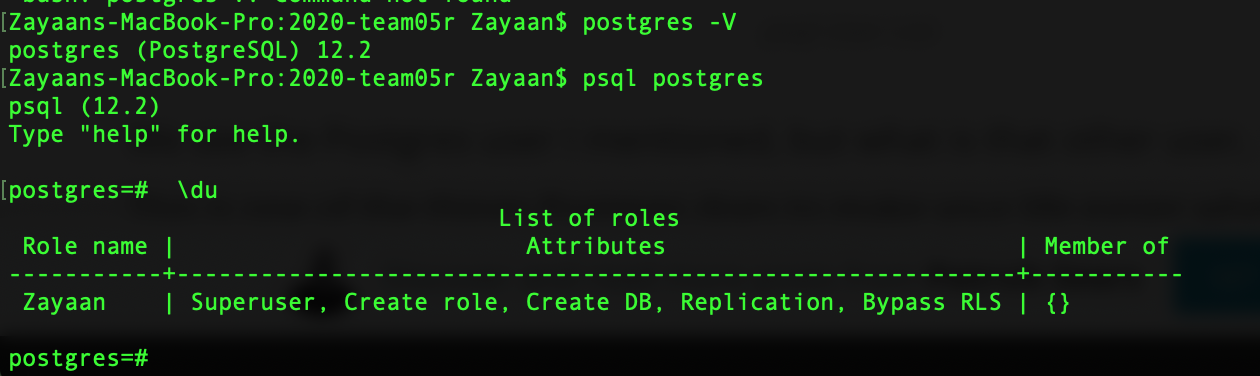 [Zayaans-MacBook-Pro:2020-team05r Zayaan$ postgres -V
postgres (PostgreSQL) 12.2
[Zayaans-MacBook-Pro:2020-team05r Zayaan$ psql postgres
psql (12.2)
Type "help" for help.
[postgres=#  \du
List of roles
Role name | Attributes | Member of
-----------+------------------------------------------------------------+-----------
Zayaan    | Superuser, Create role, Create DB, Replication, Bypass RLS | {}
postgres=#